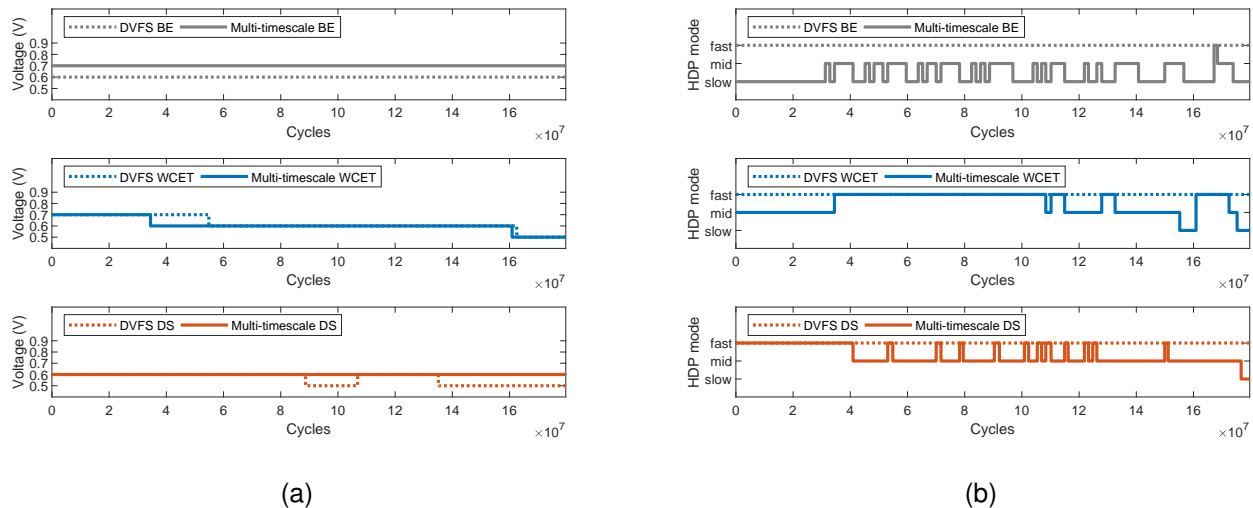 DVFS BE Multi-timescale BE
Voltage (V)
0.9
0.8
0.7
0.6
0.5
0 2 4 6 8 10 12 14 16
Cycles
×10^7
DVFS WCET Multi-timescale WCET
Voltage (V)
0.9
0.8
0.7
0.6
0.5
0 2 4 6 8 10 12 14 16
Cycles
×10^7
DVFS DS Multi-timescale DS
Voltage (V)
0.9
0.8
0.7
0.6
0.5
0 2 4 6 8 10 12 14 16
Cycles
×10^7
(a)
DVFS BE Multi-timescale BE
HDP mode
fast
mid
slow
0 2 4 6 8 10 12 14 16
Cycles
×10^7
DVFS WCET Multi-timescale WCET
HDP mode
fast
mid
slow
0 2 4 6 8 10 12 14 16
Cycles
×10^7
DVFS DS Multi-timescale DS
HDP mode
fast
mid
slow
0 2 4 6 8 10 12 14 16
Cycles
×10^7
(b)